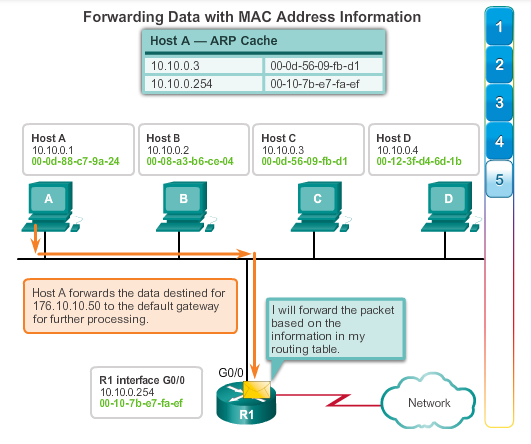 Forwarding Data with MAC Address Information
Host A — ARP Cache
10.10.0.3 00-0d-56-09-fb-d1
10.10.0.254 00-10-7b-e7-fa-ef
1
2
3
4
5
Host A
10.10.0.1
00-0d-88-c7-9a-24
Host B
10.10.0.2
00-08-a3-b6-ce-04
Host C
10.10.0.3
00-0d-56-09-fb-d1
Host D
10.10.0.4
00-12-3f-d4-6d-1b
A
B
C
D
Host A forwards the data destined for
176.10.10.50 to the default gateway
for further processing.
I will forward the packet
based on the
information in my
routing table.
G0/0
R1 interface G0/0
10.10.0.254
00-10-7b-e7-fa-ef
R1
Network